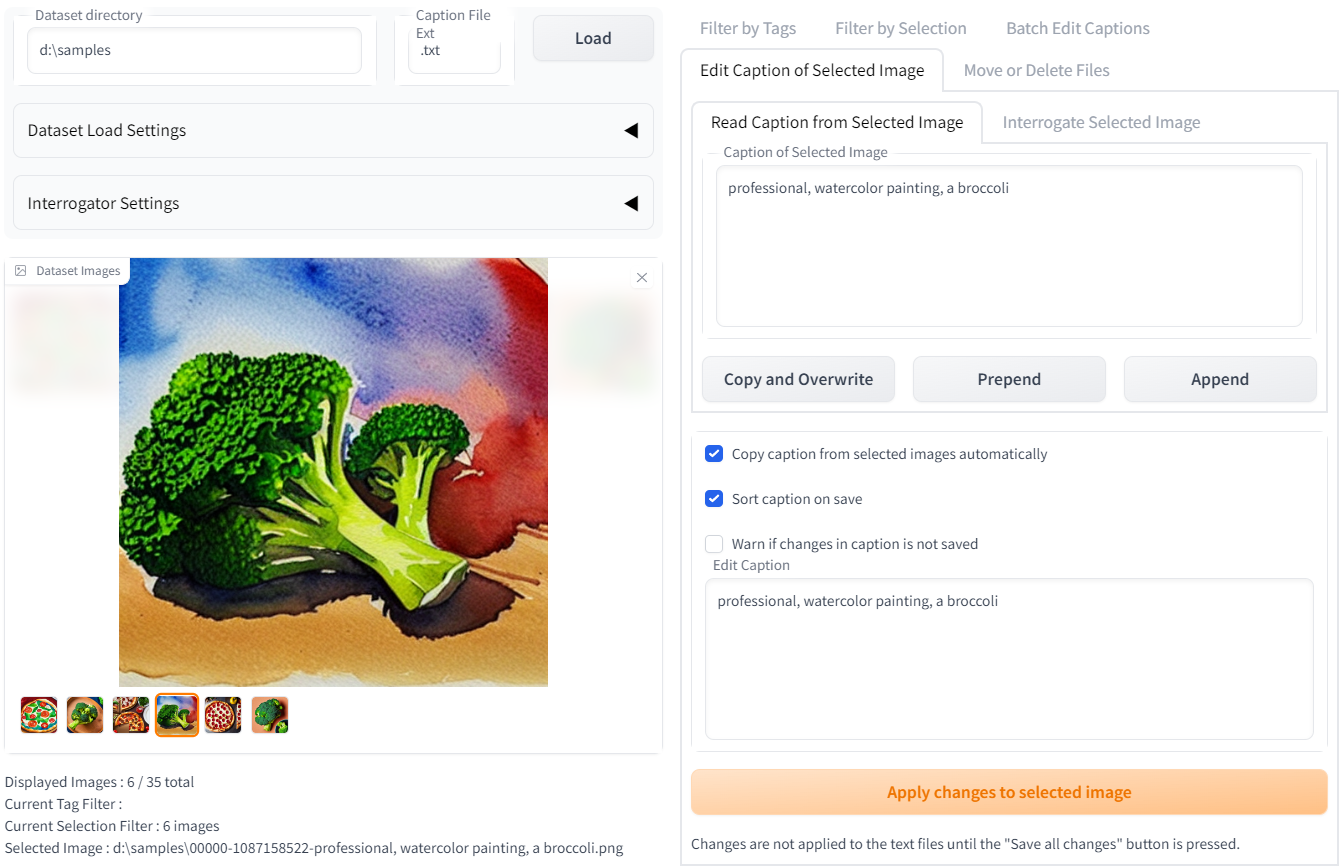 Dataset directory
d:\samples
Caption File
Ext
.txt
Load
Dataset Load Settings
Interrogator Settings
Dataset Images
Displayed Images : 6 / 35 total
Current Tag Filter :
Current Selection Filter : 6 images
Selected Image : d:\samples\00000-1087158522-professional, watercolor painting, a broccoli.png
Filter by Tags
Filter by Selection
Batch Edit Captions
Edit Caption of Selected Image
Move or Delete Files
Read Caption from Selected Image
Interrogate Selected Image
Caption of Selected Image
professional, watercolor painting, a broccoli
Copy and Overwrite
Prepend
Append
Copy caption from selected images automatically
Sort caption on save
Warn if changes in caption is not saved
Edit Caption
professional, watercolor painting, a broccoli
Apply changes to selected image
Changes are not applied to the text files until the "Save all changes" button is pressed.